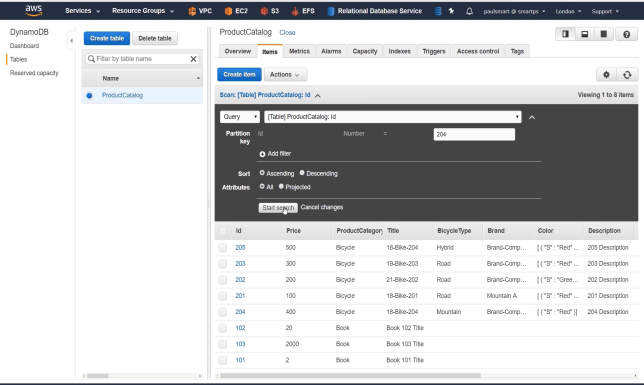 aws Services Resource Groups VPC EC2 S3 EFS Relational Database Service paulsmart @ smartps London Support
DynamoDB
Dashboard
Tables
Reserved capacity
Create table Delete table
Filter by table name
Name
ProductCatalog
ProductCatalog Close
Overview Items Metrics Alarms Capacity Indexes Triggers Access control Tags
Create item Actions
Scan: [Table] ProductCatalog: Id Viewing 1 to 8 items
Query [Table] ProductCatalog: Id
Partition key Id Number = 204
Add filter
Sort Ascending Descending
Attributes All Projected
Start search Cancel changes
Id Price ProductCategory Title BicycleType Brand Color Description
205 500 Bicycle 18-Bike-204 Hybrid Brand-Comp... [ { "S" : "Red" ... 205 Description
203 300 Bicycle 19-Bike-203 Road Brand-Comp... [ { "S" : "Red" ... 203 Description
202 200 Bicycle 21-Bike-202 Road Brand-Comp... [ { "S" : "Gree... 202 Description
201 100 Bicycle 18-Bike-201 Road Mountain A [ { "S" : "Red" ... 201 Description
204 400 Bicycle 18-Bike-204 Mountain Brand-Comp... [ { "S" : "Red" }] 204 Description
102 20 Book Book 102 Title
103 2000 Book Book 103 Title
101 2 Book Book 101 Title